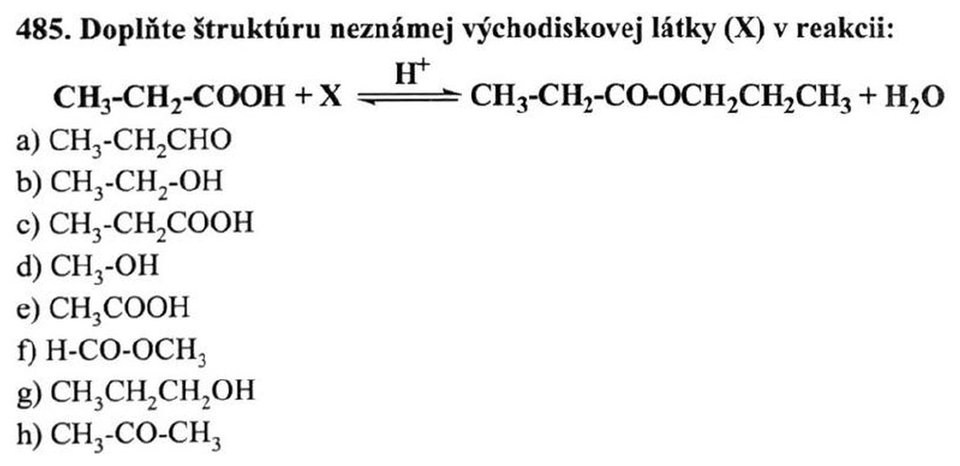 485. Doplňte štruktúru neznámej východiskovej látky (X) v reakcii:
H⁺
CH₃-CH₂-COOH + X ⇌ CH₃-CH₂-CO-OCH₂CH₂CH₃ + H₂O
a) CH₃-CH₂CHO
b) CH₃-CH₂-OH
c) CH₃-CH₂COOH
d) CH₃-OH
e) CH₃COOH
f) H-CO-OCH₃
g) CH₃CH₂CH₂OH
h) CH₃-CO-CH₃